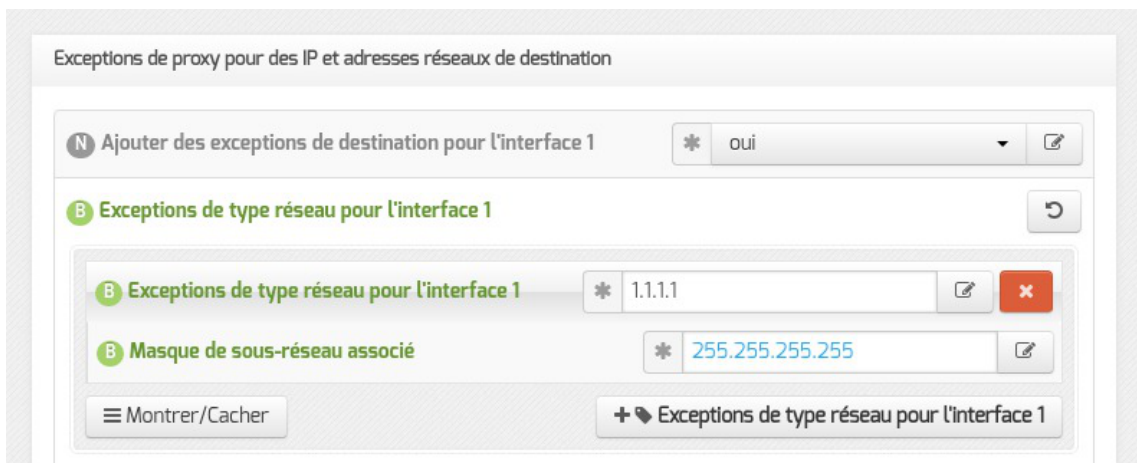 Exceptions de proxy pour des IP et adresses réseaux de destination
N Ajouter des exceptions de destination pour l'interface 1 * oui
B Exceptions de type réseau pour l'interface 1
B Exceptions de type réseau pour l'interface 1 * 1.1.1.1
B Masque de sous-réseau associé * 255.255.255.255
Montrer/Cacher + Exceptions de type réseau pour l'interface 1